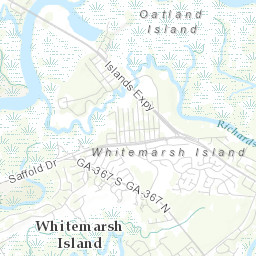 Oatland
Island
Islands Expy
Richards
Whitemarsh Island
Saffold Dr
GA-367 S GA-367 N
Whitemarsh
Island